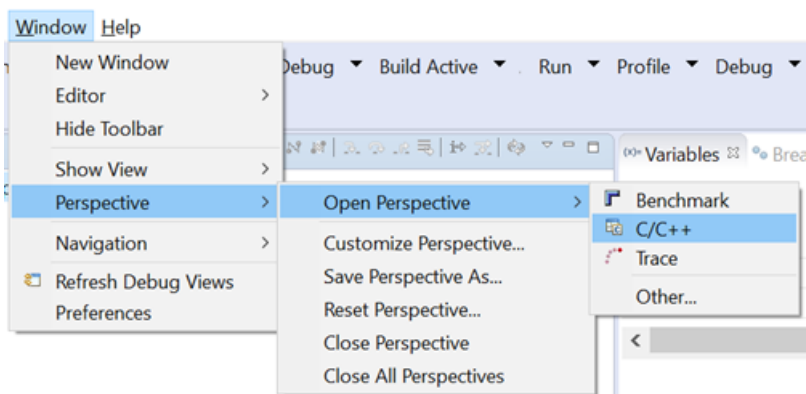 Window Help
Debug Build Active Run Profile Debug
New Window
Editor
Hide Toolbar
Show View
Perspective
Navigation
Refresh Debug Views
Preferences
Open Perspective
Customize Perspective...
Save Perspective As...
Reset Perspective...
Close Perspective
Close All Perspectives
Benchmark
C/C++
Trace
Other...
(x)= Variables